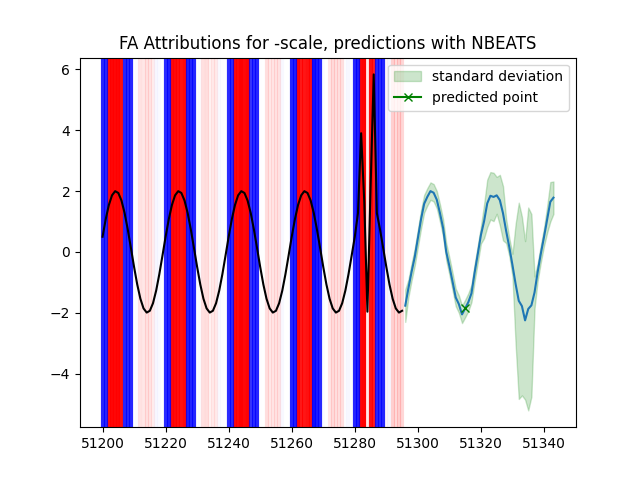 FA Attributions for -scale, predictions with NBEATS
standard deviation
predicted point
6
4
2
0
−2
−4
51200 51220 51240 51260 51280 51300 51320 51340